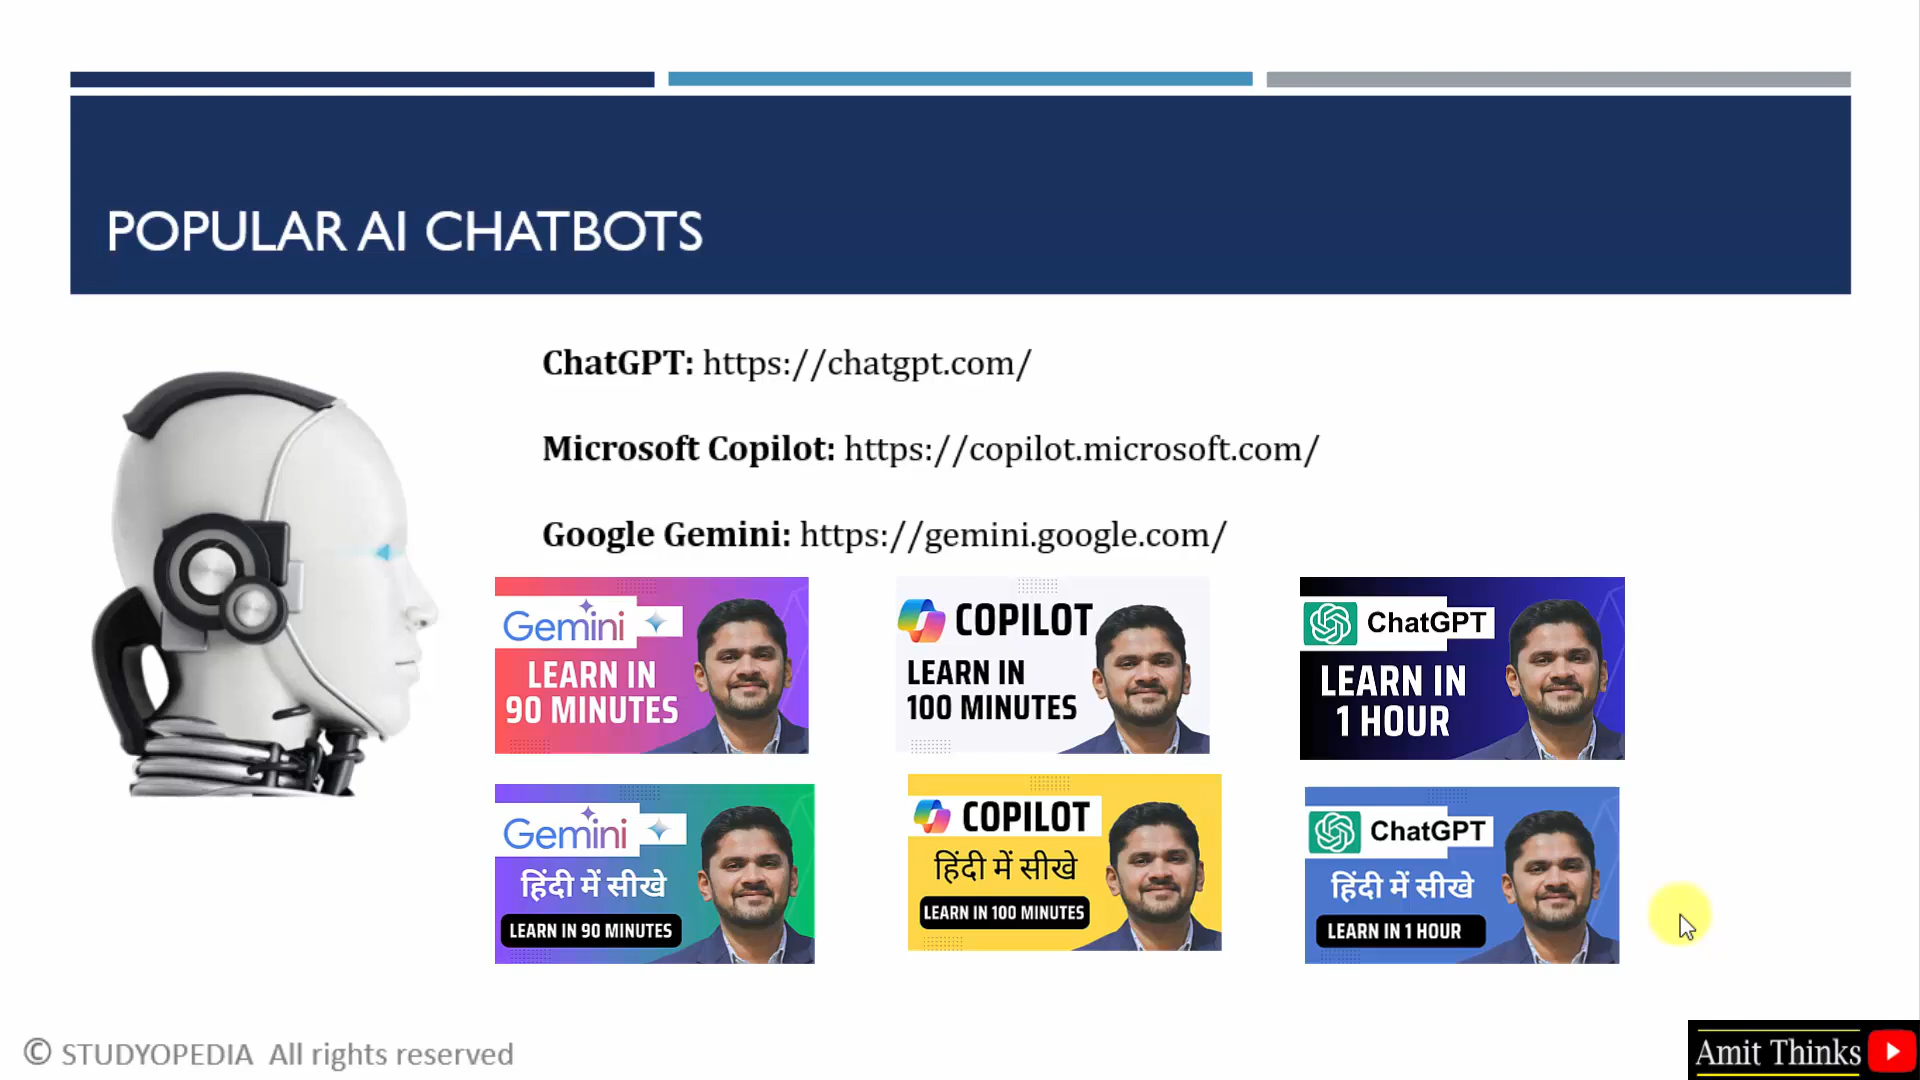 POPULAR AI CHATBOTS
ChatGPT: https://chatgpt.com/
Microsoft Copilot: https://copilot.microsoft.com/
Google Gemini: https://gemini.google.com/
Gemini
LEARN IN
90 MINUTES
COPILOT
LEARN IN
100 MINUTES
ChatGPT
LEARN IN
1 HOUR
Gemini
हिंदी में सीखे
LEARN IN 90 MINUTES
COPILOT
हिंदी में सीखे
LEARN IN 100 MINUTES
ChatGPT
हिंदी में सीखे
LEARN IN 1 HOUR
© STUDYOPEDIA All rights reserved
Amit Thinks